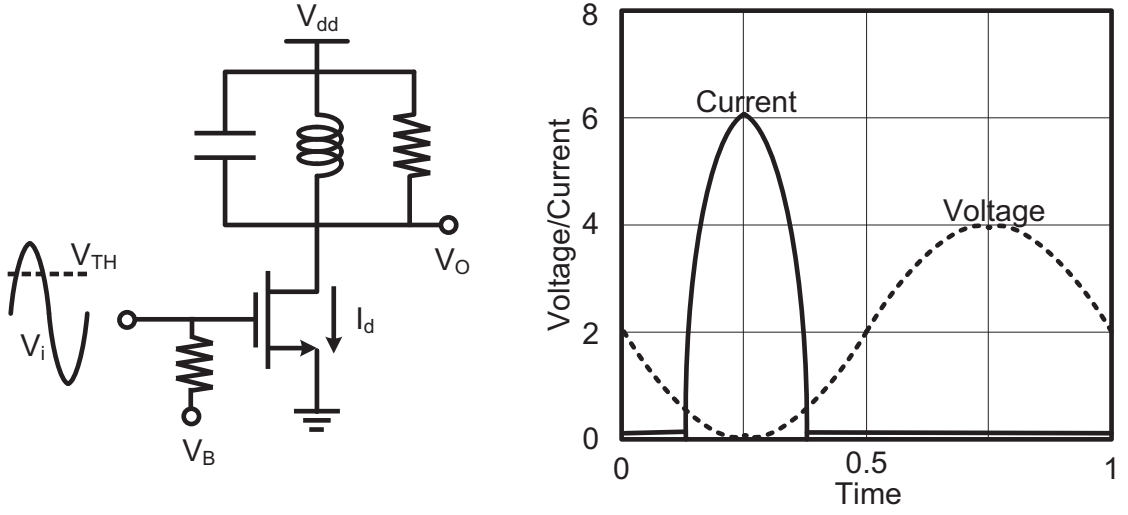 V_dd
V_O
V_TH
V_i
I_d
V_B
Voltage/Current
8
6
4
2
0
Current
Voltage
0
0.5
1
Time